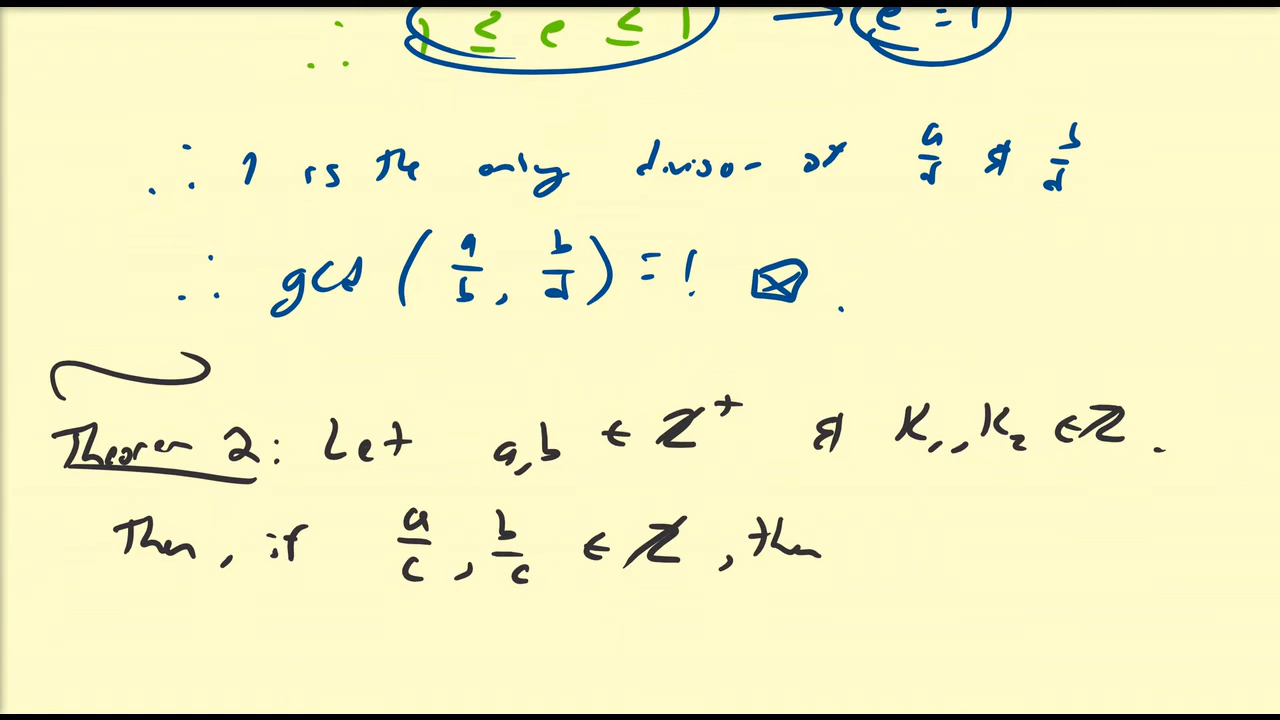 ∴ 1 ≤ e ≤ 1 → e = 1
∴ 1 is the only divisor of a/d & b/d
∴ gcd (a/b, b/d) = 1 ⊠.
Theorem 2: Let a,b ∈ ℤ⁺ & K₁, K₂ ∈ ℤ.
Then, if a/c, b/c ∈ ℤ, then